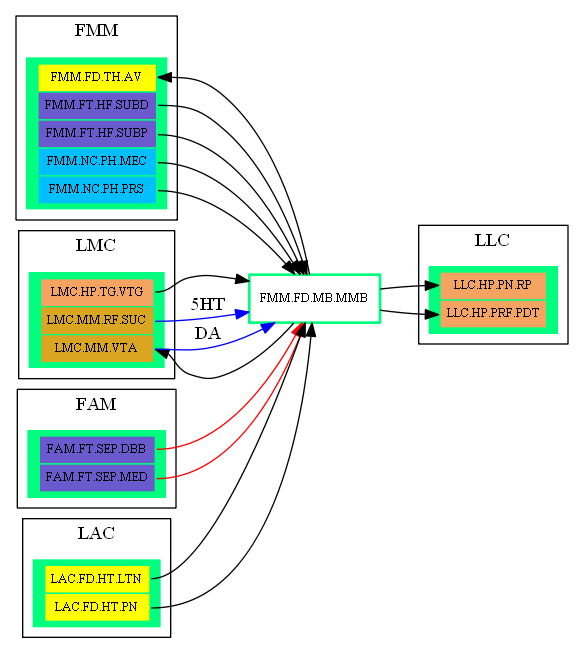 FMM
FMM.FD.TH.AV
FMM.FT.HF.SUBD
FMM.FT.HF.SUBP
FMM.NC.PH.MEC
FMM.NC.PH.PRS
LMC
LMC.HP.TG.VTG
LMC.MM.RF.SUC
LMC.MM.VTA
5HT
DA
FMM.FD.MB.MMB
LLC
LLC.HP.PN.RP
LLC.HP.PRF.PDT
FAM
FAM.FT.SEP.DBB
FAM.FT.SEP.MED
LAC
LAC.FD.HT.LTN
LAC.FD.HT.PN